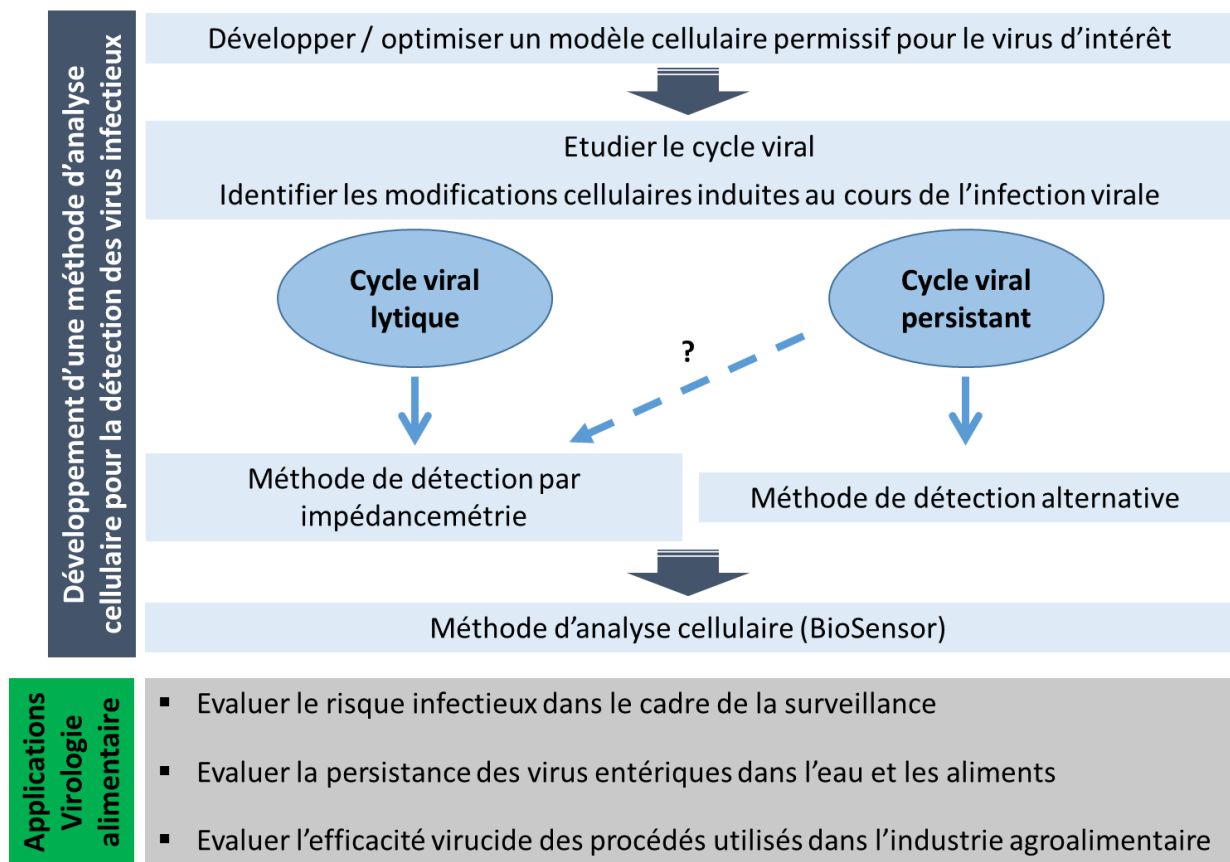 Développement d'une méthode d'analyse
cellulaire pour la détection des virus infectieux
Développer / optimiser un modèle cellulaire permissif pour le virus d'intérêt
Etudier le cycle viral
Identifier les modifications cellulaires induites au cours de l'infection virale
Cycle viral
lytique
Cycle viral
persistant
?
Méthode de détection par
impédancemétrie
Méthode de détection alternative
Méthode d'analyse cellulaire (BioSensor)
Applications
Virologie
alimentaire
▪ Evaluer le risque infectieux dans le cadre de la surveillance
▪ Evaluer la persistance des virus entériques dans l'eau et les aliments
▪ Evaluer l'efficacité virucide des procédés utilisés dans l'industrie agroalimentaire